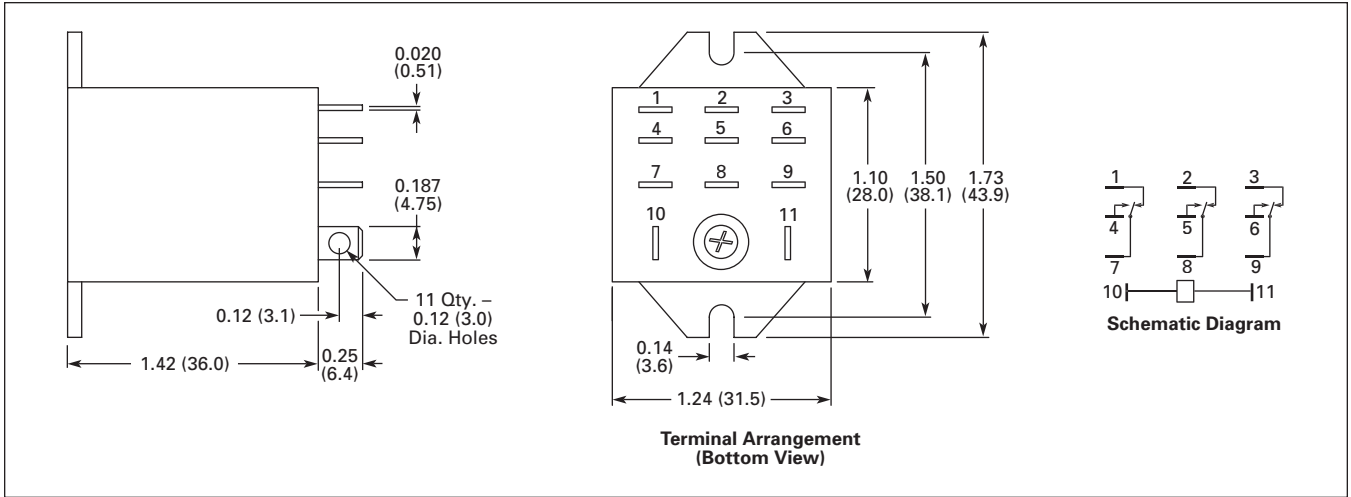 0.020
(0.51)
0.187
(4.75)
11 Qty. –
0.12 (3.0)
Dia. Holes
0.12 (3.1)
1.42 (36.0)
0.25
(6.4)
1 2 3
4 5 6
7 8 9
10 11
1.10
(28.0)
1.50
(38.1)
1.73
(43.9)
0.14
(3.6)
1.24 (31.5)
Terminal Arrangement
(Bottom View)
1 2 3
4 5 6
7 8 9
10 11
Schematic Diagram